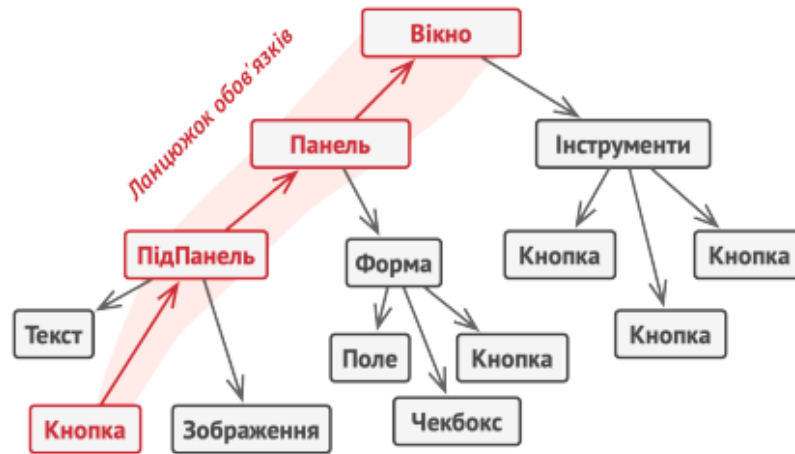 Вікно
Ланцюжок обов'язків
Панель
Інструменти
ПідПанель
Форма
Кнопка
Кнопка
Текст
Поле
Кнопка
Кнопка
Кнопка
Зображення
Чекбокс